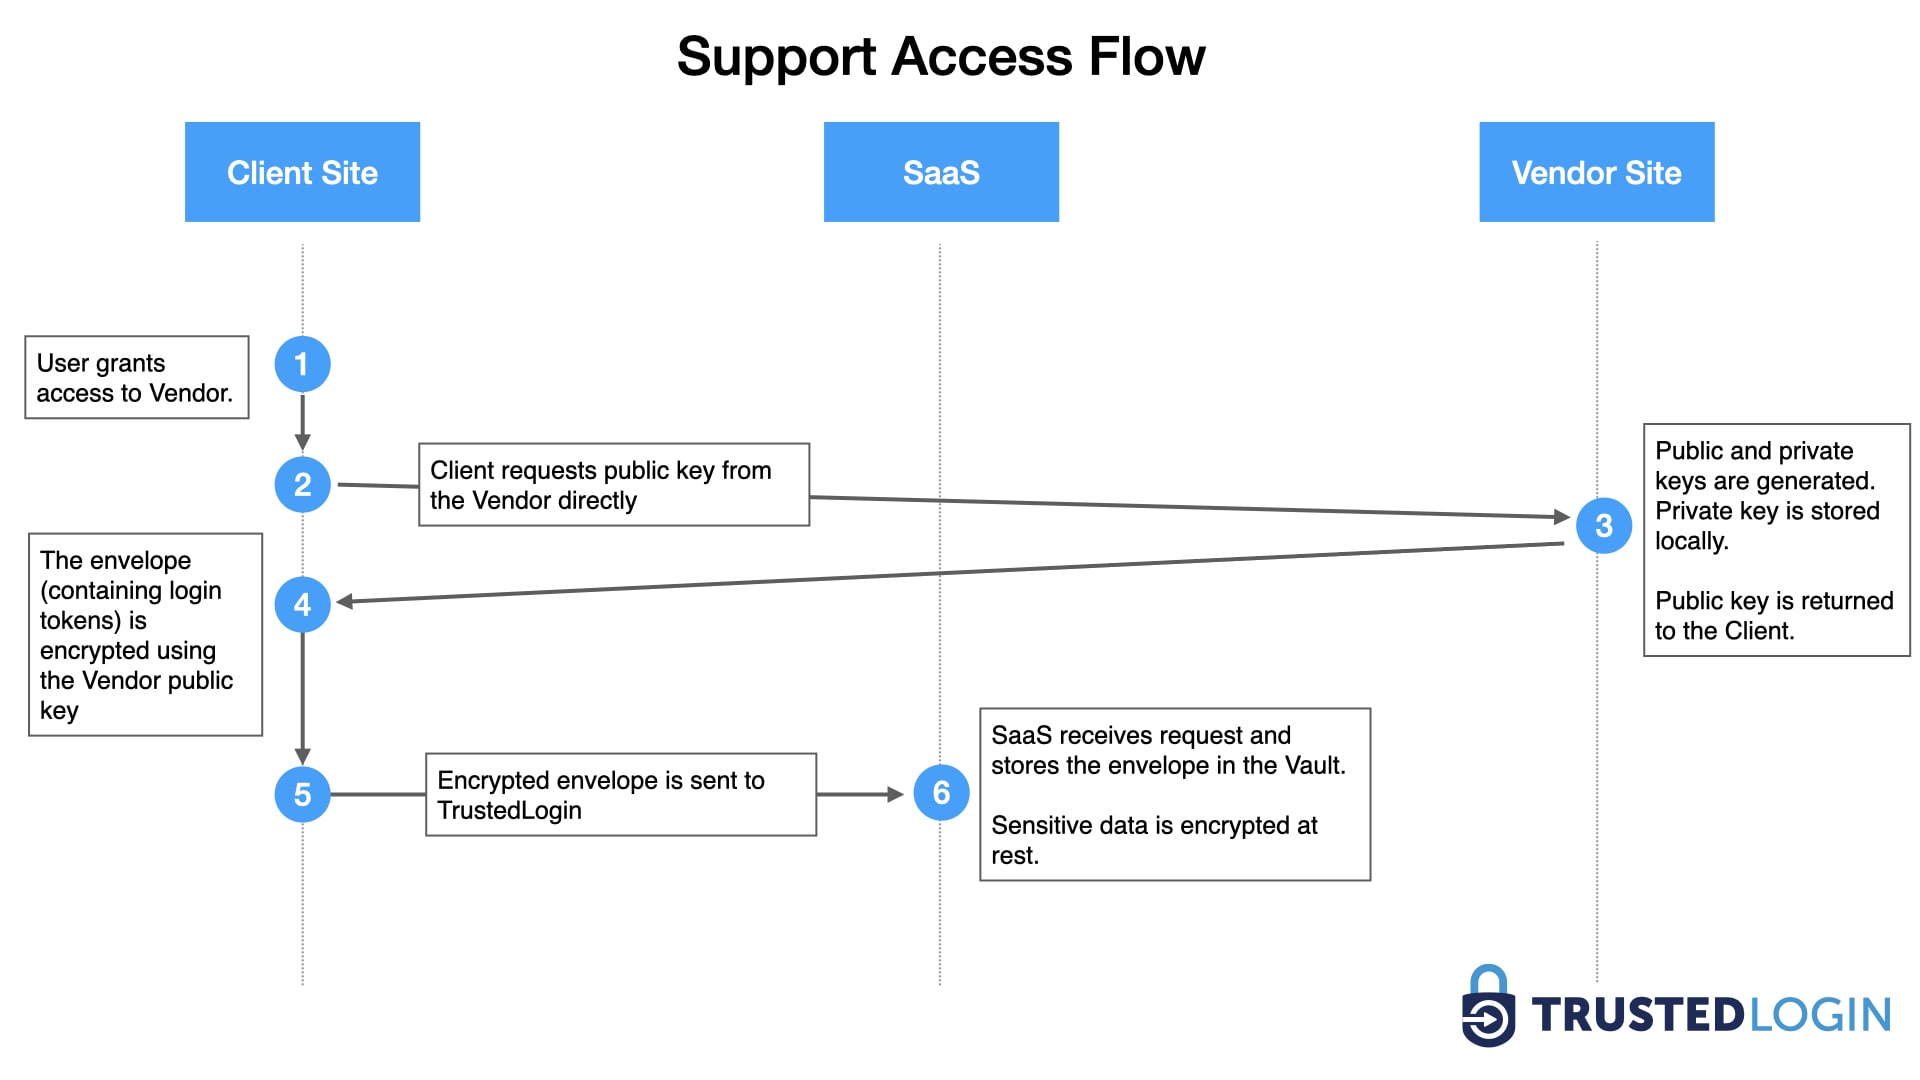 Support Access Flow
Client Site
SaaS
Vendor Site
1
User grants
access to Vendor.
2
Client requests public key from
the Vendor directly
3
Public and private
keys are generated.
Private key is stored
locally.
Public key is returned
to the Client.
4
The envelope
(containing login
tokens) is
encrypted using
the Vendor public
key
5
Encrypted envelope is sent to
TrustedLogin
6
SaaS receives request and
stores the envelope in the Vault.
Sensitive data is encrypted at
rest.
TRUSTEDLOGIN